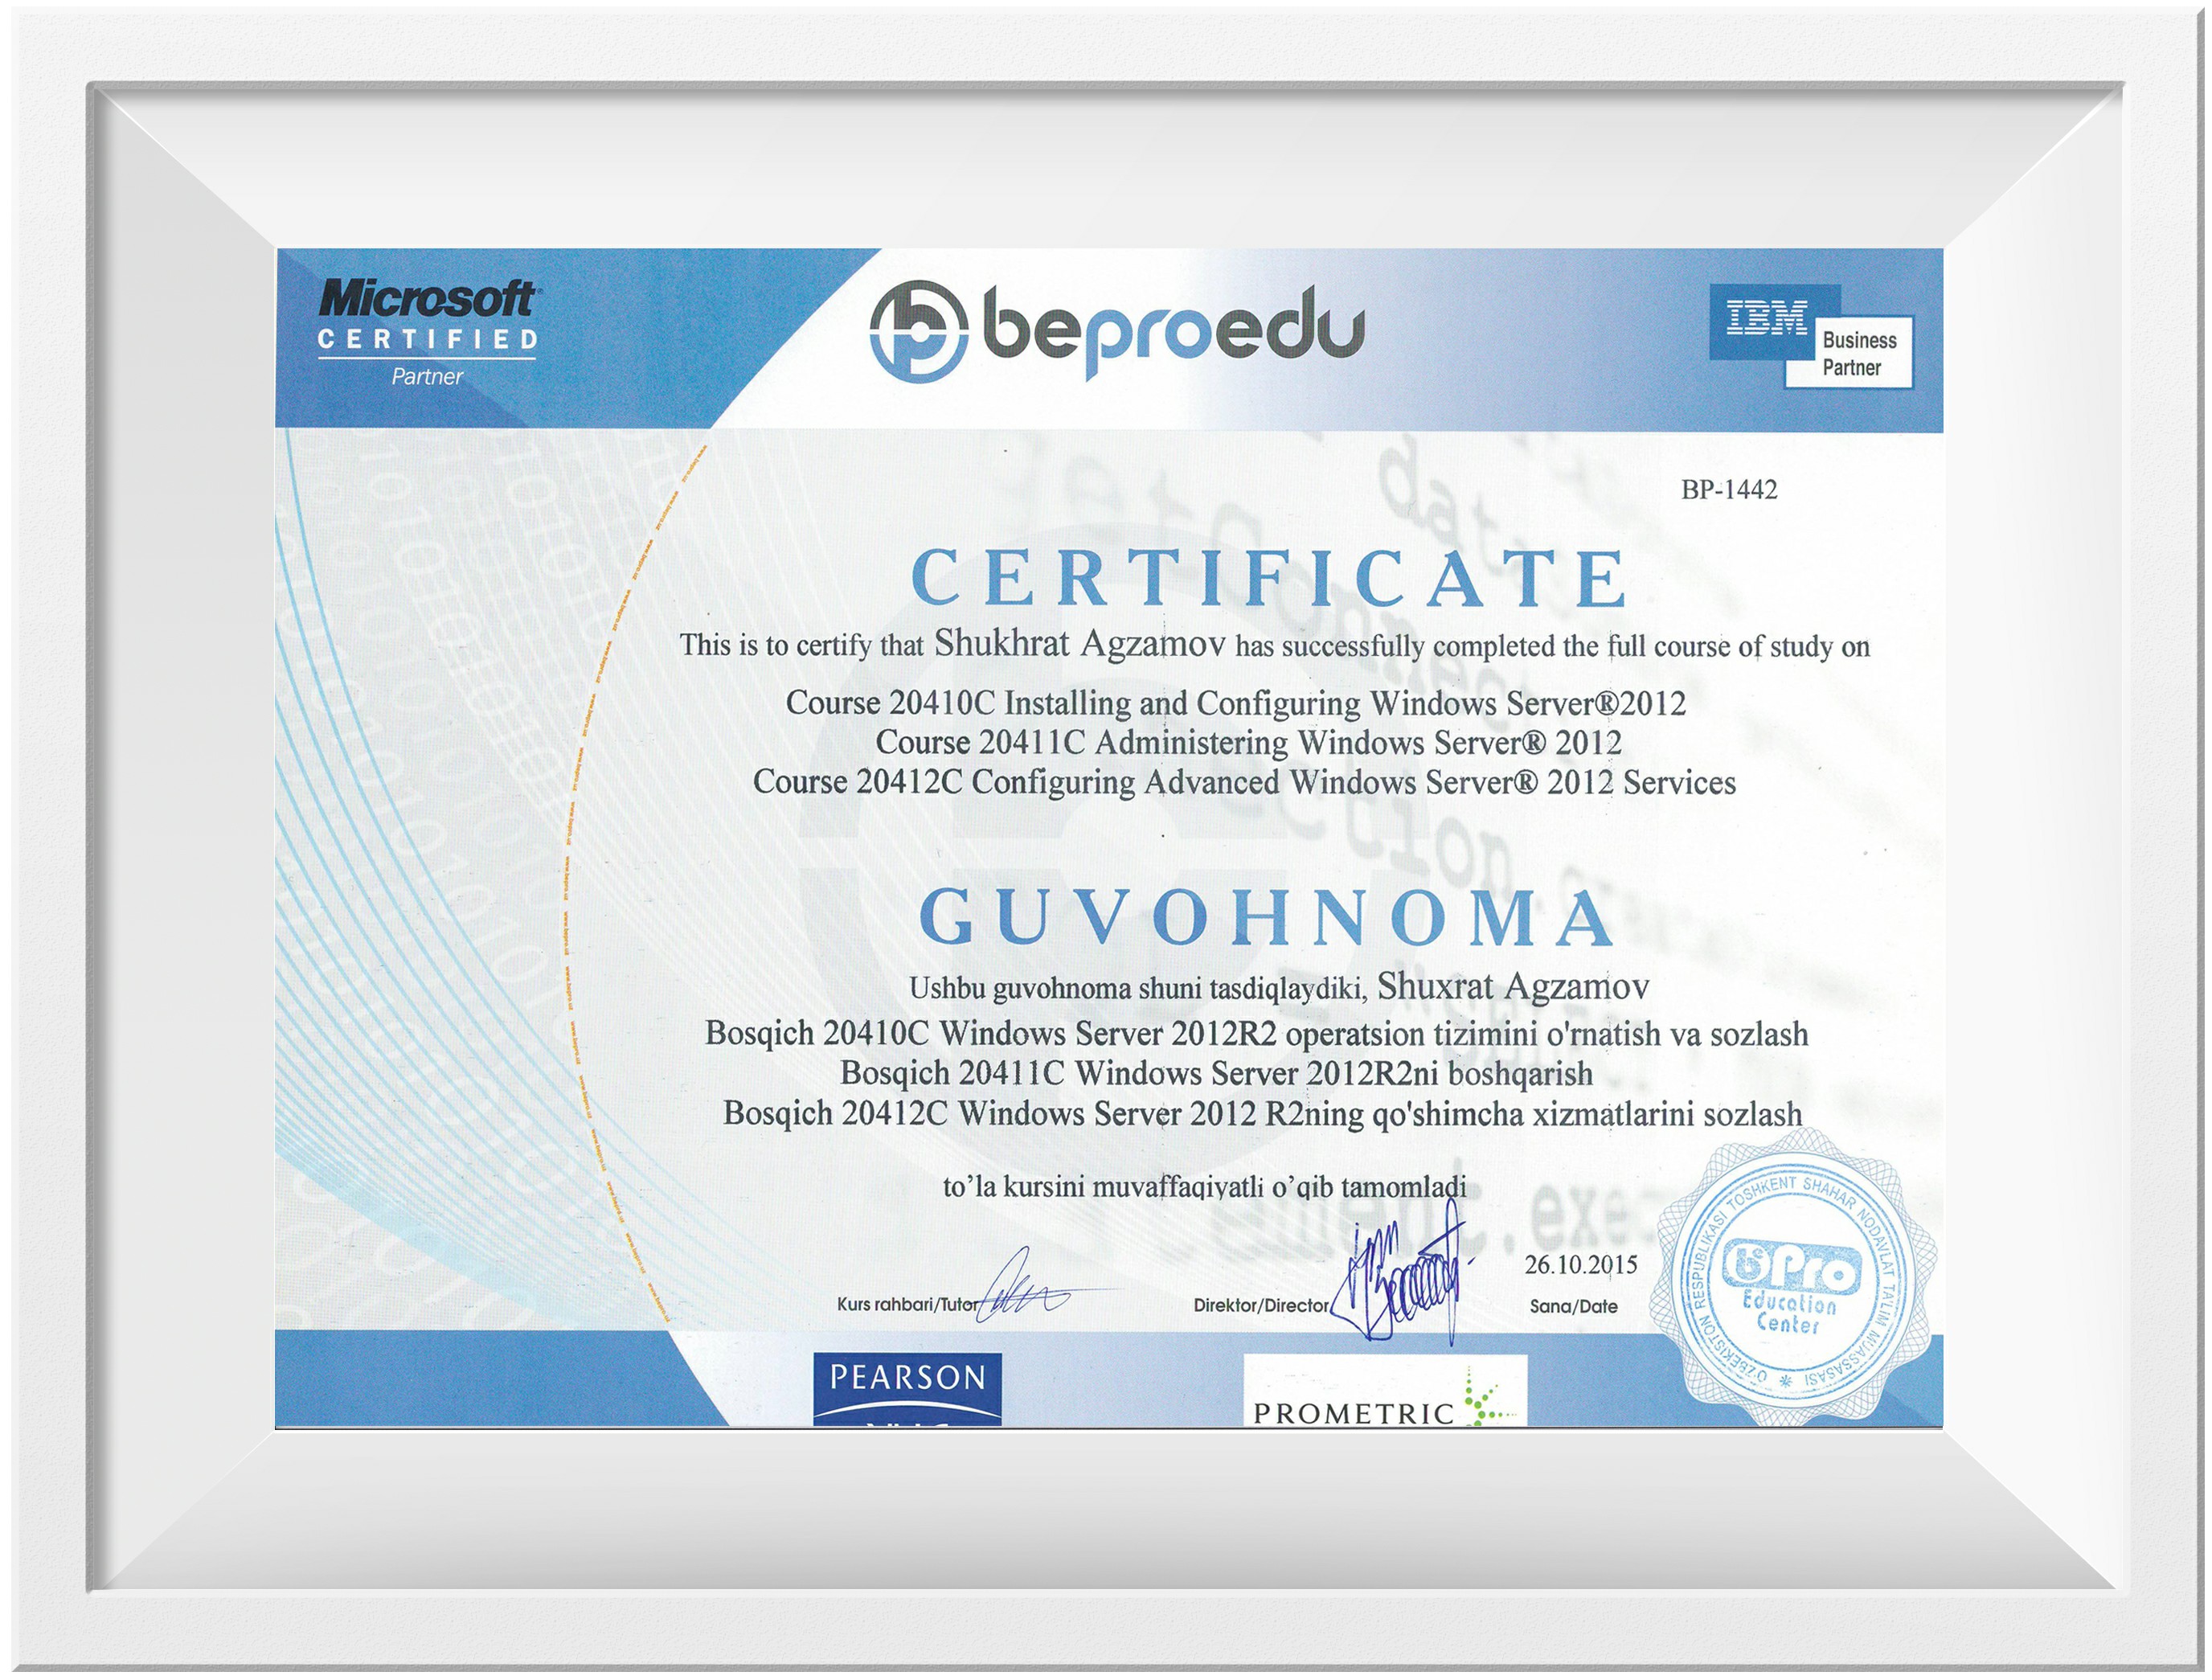 Microsoft
CERTIFIED
Partner
beproedu
IBM
Business
Partner
BP-1442
CERTIFICATE
This is to certify that Shukhrat Agzamov has successfully completed the full course of study on
Course 20410C Installing and Configuring Windows Server®2012
Course 20411C Administering Windows Server® 2012
Course 20412C Configuring Advanced Windows Server® 2012 Services
GUVOHNOMA
Ushbu guvohnoma shuni tasdiqlaydiki, Shuxrat Agzamov
Bosqich 20410C Windows Server 2012R2 operatsion tizimini o'rnatish va sozlash
Bosqich 20411C Windows Server 2012R2ni boshqarish
Bosqich 20412C Windows Server 2012 R2ning qo'shimcha xizmatlarini sozlash
to’la kursini muvaffaqiyatli o’qib tamomladi
Kurs rahbari/Tutor
Direktor/Director
26.10.2015
Sana/Date
O‘ZBEKISTON RESPUBLIKASI TOSHKENT SHAHAR NODAVLAT TA'LIM MUASSASASI
bePro
Education
Center
PEARSON
PROMETRIC